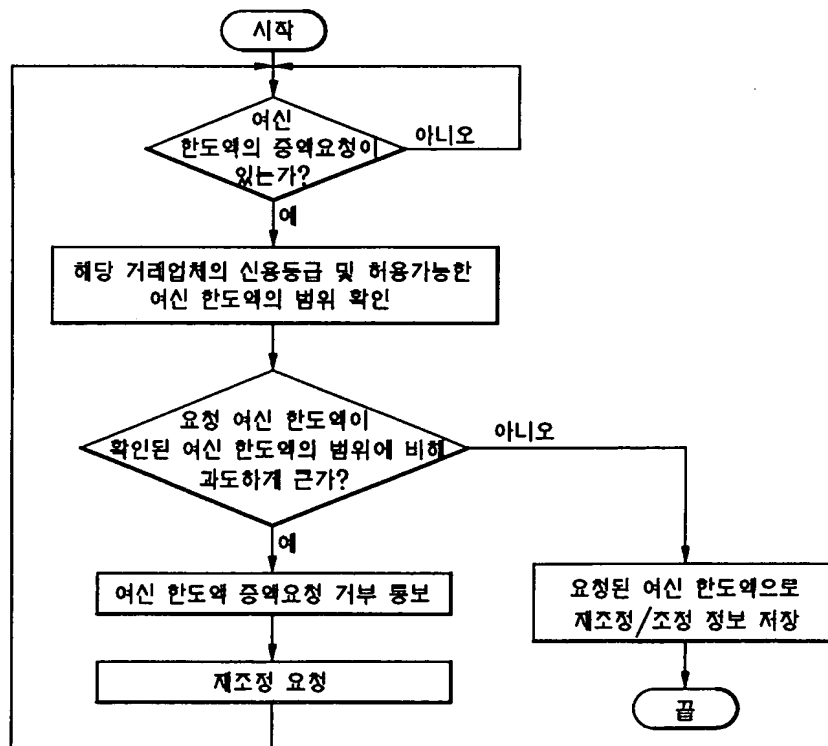 시작
여신
한도액의 증액요청이
있는가?
아니오
예
해당 거래업체의 신용등급 및 허용가능한
여신 한도액의 범위 확인
요청 여신 한도액이
확인된 여신 한도액의 범위에 비해
과도하게 큰가?
아니오
예
여신 한도액 증액요청 거부 통보
요청된 여신 한도액으로
재조정/조정 정보 저장
재조정 요청
끝